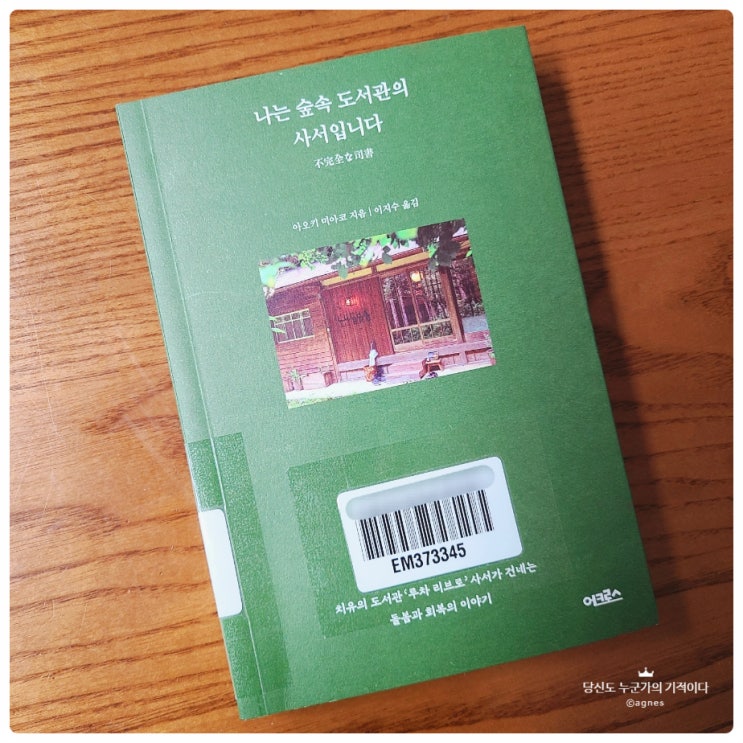 나는 숲속 도서관의
사서입니다
不完全な司書
아오키 미아코 지음 | 이지수 옮김
EM373345
치유의 도서관 '루차 리브로' 사서가 건네는
돌봄과 회복의 이야기
어크로스
당신도 누군가의 기적이다
©agnes